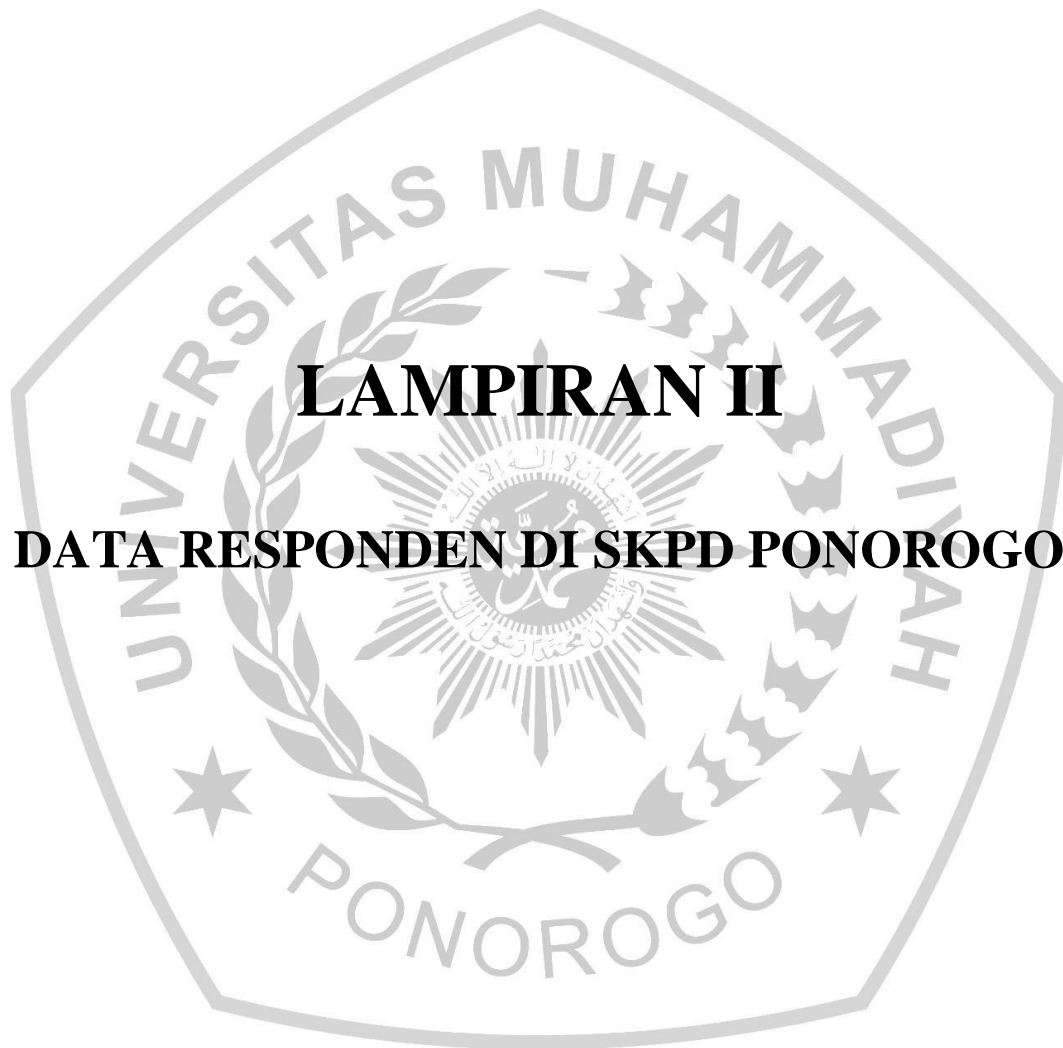 UNIVERSITAS MUHAMMADIYAH
LAMPIRAN II
DATA RESPONDEN DI SKPD PONOROGO
PONOROGO